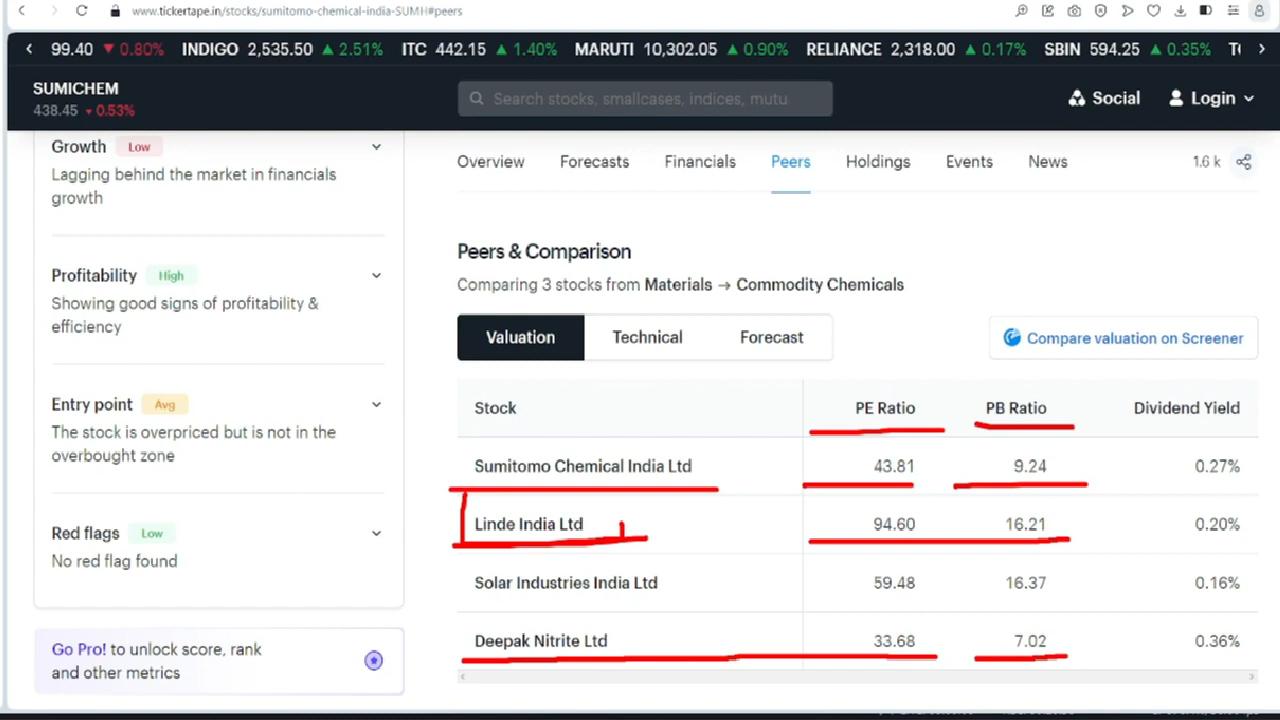 www.tickertape.in/stocks/sumitomo-chemical-india-SUMH#peers
99.40 ▼ 0.80% INDIGO 2,535.50 ▲ 2.51% ITC 442.15 ▲ 1.40% MARUTI 10,302.05 ▲ 0.90% RELIANCE 2,318.00 ▲ 0.17% SBIN 594.25 ▲ 0.35%
SUMICHEM
438.45 ▼ 0.53%
Search stocks, smallcases, indices, mutu
Social
Login
Growth Low
Lagging behind the market in financials
growth
Profitability High
Showing good signs of profitability &
efficiency
Entry point Avg
The stock is overpriced but is not in the
overbought zone
Red flags Low
No red flag found
Go Pro! to unlock score, rank
and other metrics
Overview Forecasts Financials Peers Holdings Events News 1.6 k
Peers & Comparison
Comparing 3 stocks from Materials → Commodity Chemicals
Valuation Technical Forecast
Compare valuation on Screener
Stock PE Ratio PB Ratio Dividend Yield
Sumitomo Chemical India Ltd 43.81 9.24 0.27%
Linde India Ltd 94.60 16.21 0.20%
Solar Industries India Ltd 59.48 16.37 0.16%
Deepak Nitrite Ltd 33.68 7.02 0.36%